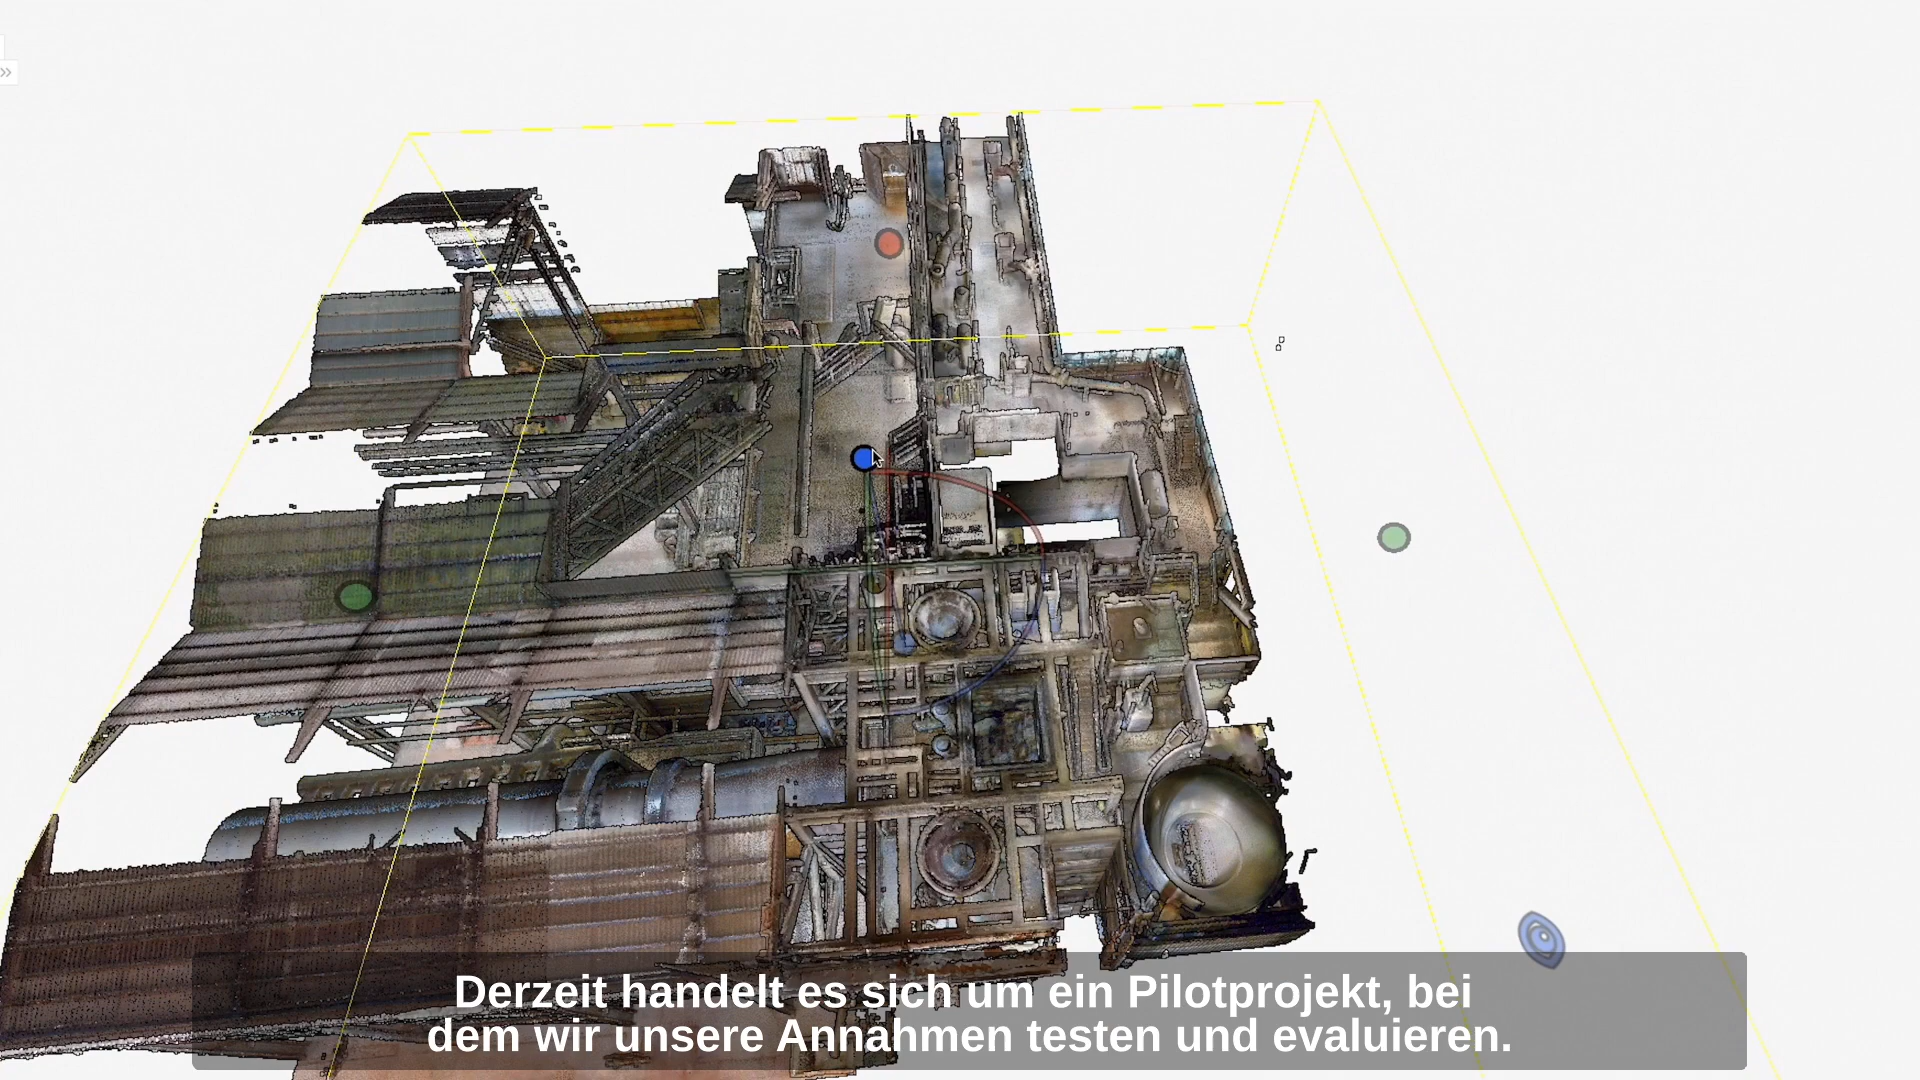 Derzeit handelt es sich um ein Pilotprojekt, bei
dem wir unsere Annahmen testen und evaluieren.